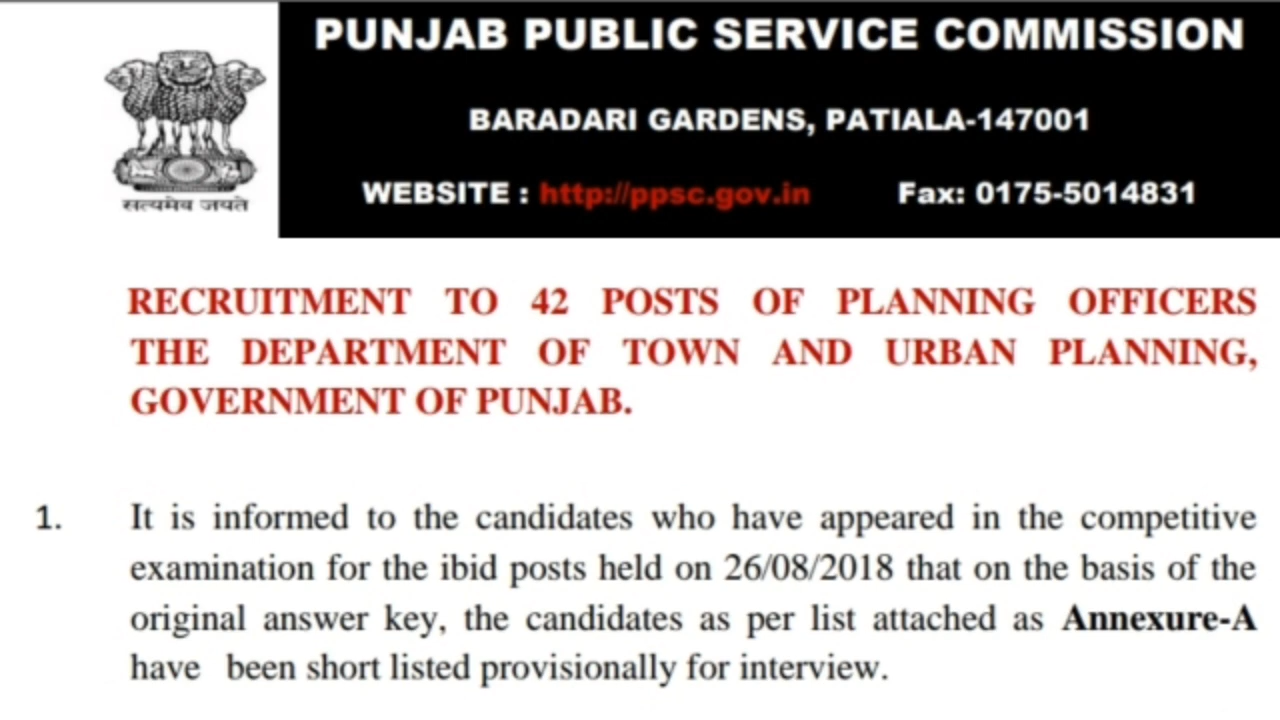 PUNJAB PUBLIC SERVICE COMMISSION
BARADARI GARDENS, PATIALA-147001
WEBSITE : http://ppsc.gov.in Fax: 0175-5014831
सत्यमेव जयते
RECRUITMENT TO 42 POSTS OF PLANNING OFFICERS
THE DEPARTMENT OF TOWN AND URBAN PLANNING,
GOVERNMENT OF PUNJAB.
1. It is informed to the candidates who have appeared in the competitive
examination for the ibid posts held on 26/08/2018 that on the basis of the
original answer key, the candidates as per list attached as Annexure-A
have been short listed provisionally for interview.